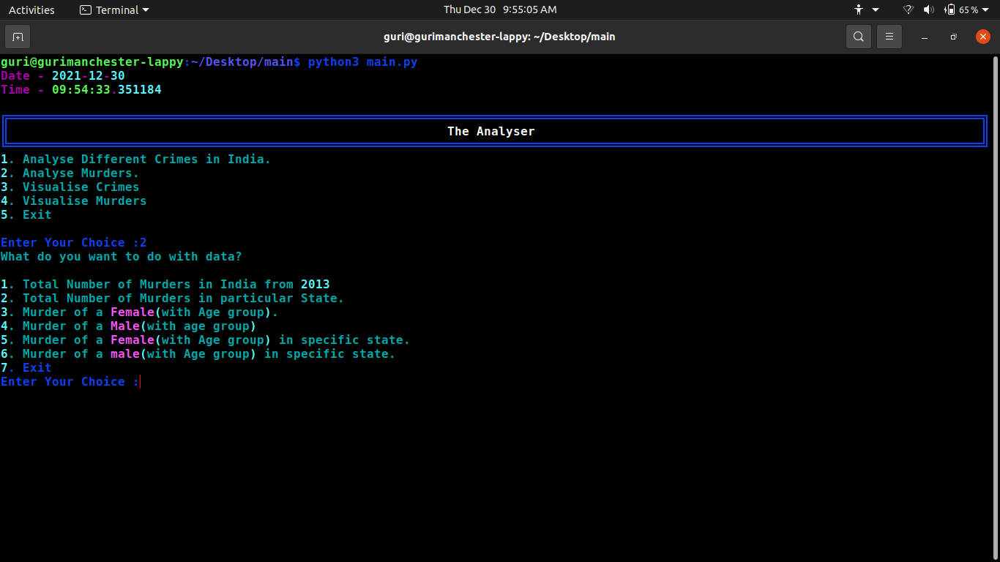 Activities Terminal Thu Dec 30 9:55:05 AM 65 %
guri@gurimanchester-lappy: ~/Desktop/main
guri@gurimanchester-lappy:~/Desktop/main$ python3 main.py
Date - 2021-12-30
Time - 09:54:33.351184
The Analyser
1. Analyse Different Crimes in India.
2. Analyse Murders.
3. Visualise Crimes
4. Visualise Murders
5. Exit
Enter Your Choice :2
What do you want to do with data?
1. Total Number of Murders in India from 2013
2. Total Number of Murders in particular State.
3. Murder of a Female(with Age group).
4. Murder of a Male(with age group)
5. Murder of a Female(with Age group) in specific state.
6. Murder of a male(with Age group) in specific state.
7. Exit
Enter Your Choice :